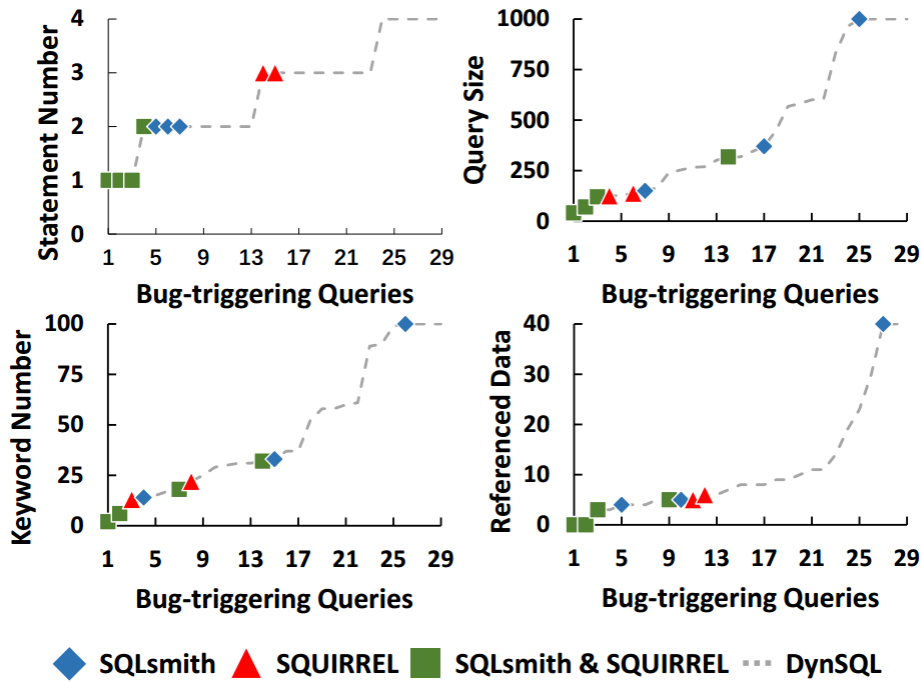 Statement Number
4
3
2
1
0
1 5 9 13 17 21 25 29
Bug-triggering Queries
Query Size
1000
750
500
250
0
1 5 9 13 17 21 25 29
Bug-triggering Queries
Keyword Number
100
75
50
25
0
1 5 9 13 17 21 25 29
Bug-triggering Queries
Referenced Data
40
30
20
10
0
1 5 9 13 17 21 25 29
Bug-triggering Queries
SQLsmith SQUIRREL SQLsmith & SQUIRREL DynSQL